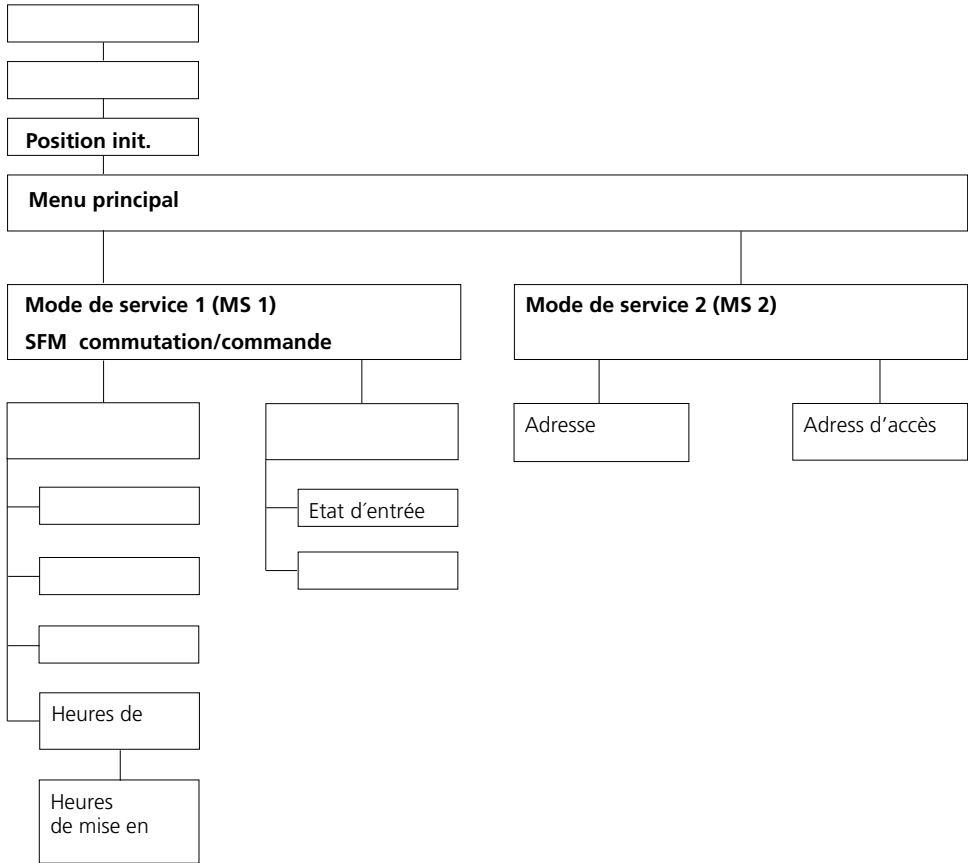 Position init.
Menu principal
Mode de service 1 (MS 1)
SFM commutation/commande
Mode de service 2 (MS 2)
Adresse
Adress d'accès
Etat d´entrée
Heures de
Heures
de mise en